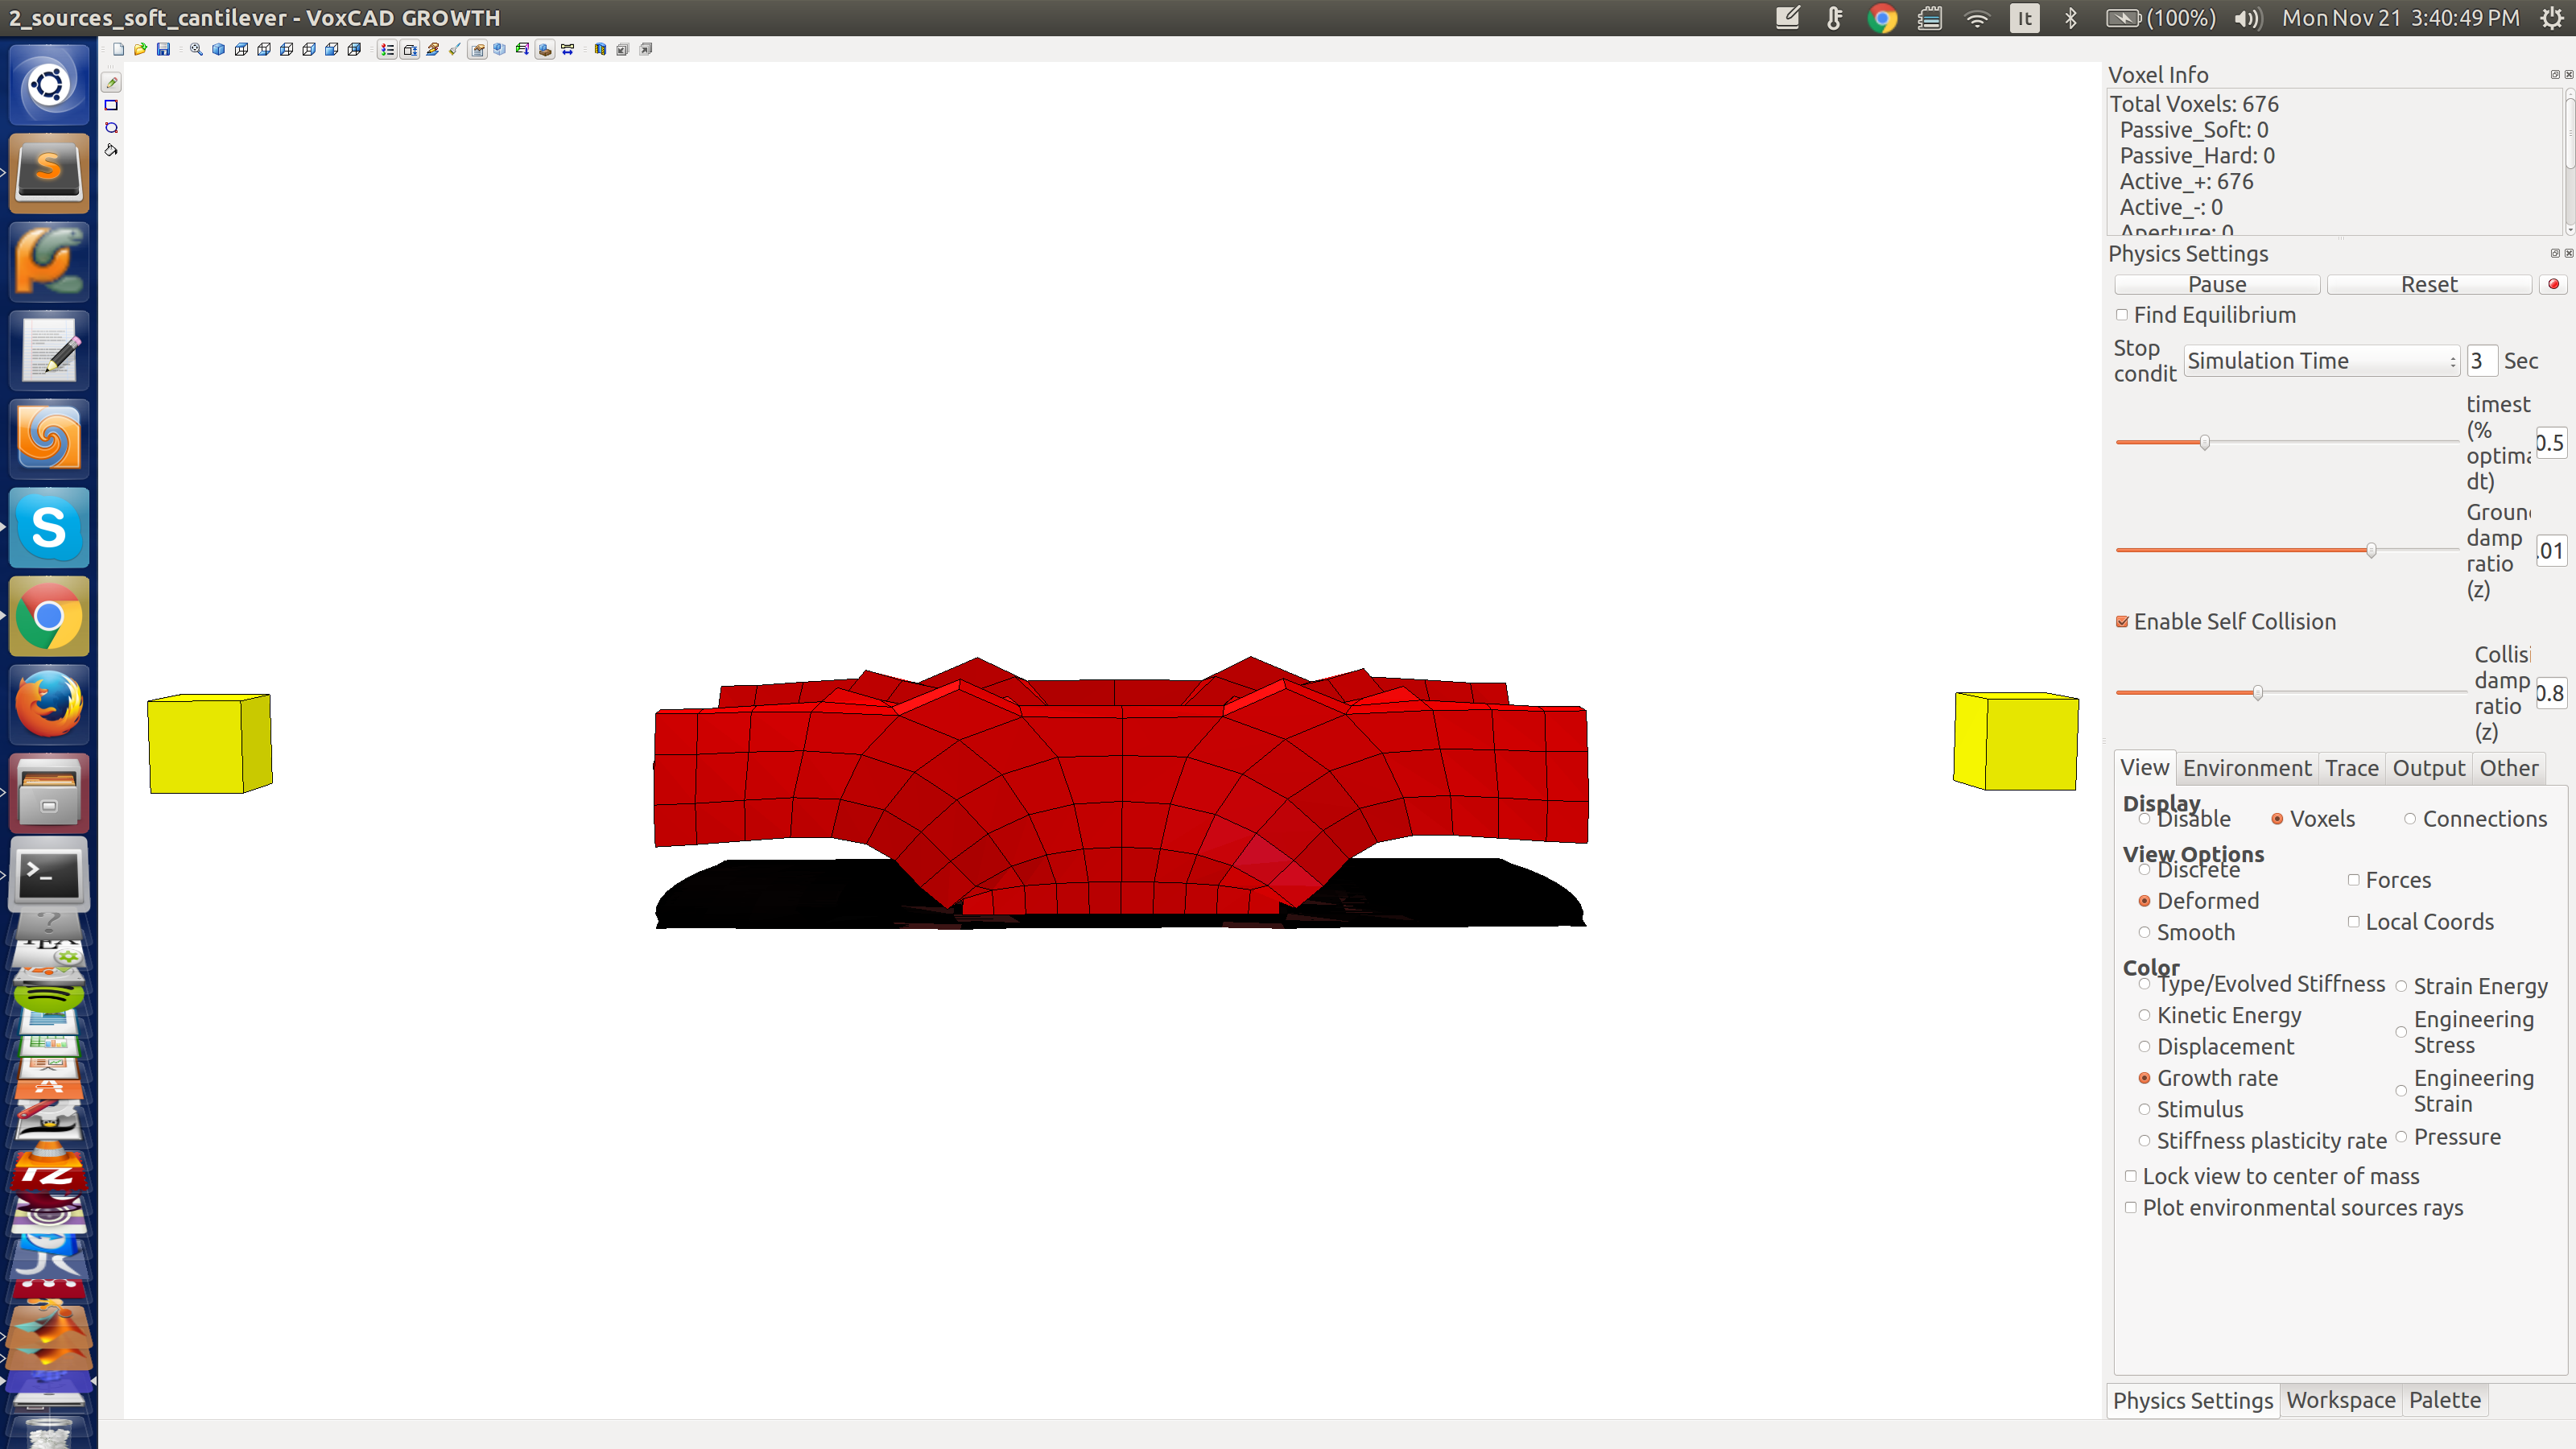 2_sources_soft_cantilever - VoxCAD GROWTH
It
(100%)
Mon Nov 21 3:40:49 PM
Voxel Info
Total Voxels: 676
Passive_Soft: 0
Passive_Hard: 0
Active_+: 676
Active_-: 0
Aperture: 0
Physics Settings
Pause
Reset
Find Equilibrium
Stop
condit
Simulation Time
3
Sec
timest
(%
optima
dt)
0.5
Groun
damp
ratio
(z)
.01
Enable Self Collision
Collisi
damp
ratio
(z)
0.8
View
Environment
Trace
Output
Other
Display
Disable
Voxels
Connections
View Options
Discrete
Forces
Deformed
Local Coords
Smooth
Color
Type/Evolved Stiffness
Strain Energy
Kinetic Energy
Engineering
Stress
Displacement
Growth rate
Engineering
Strain
Stimulus
Stiffness plasticity rate
Pressure
Lock view to center of mass
Plot environmental sources rays
Physics Settings
Workspace
Palette